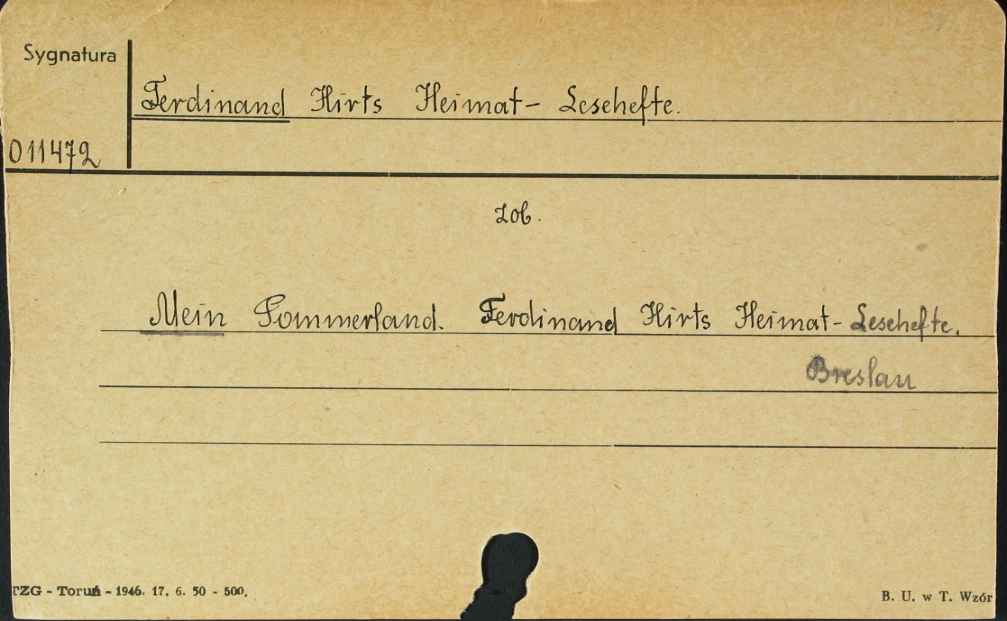 Sygnatura
Ferdinand Hirts Heimat- Lesehefte.
011472
zob.
Mein Pommerland. Ferdinand Hirts Heimat- Lesehefte.
Breslau
TZG - Toruń - 1946. 17. 6. 50 - 500.
B. U. w T. Wzór